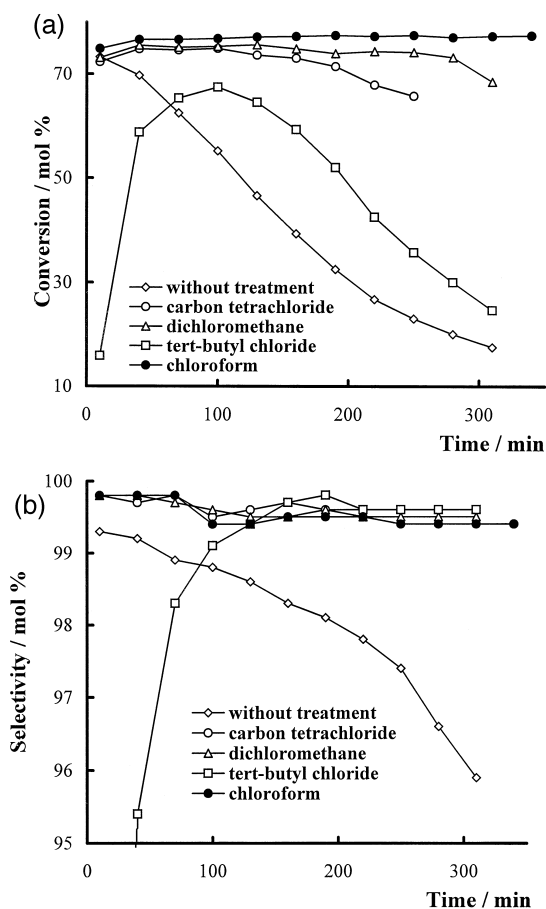 (a)
70
50
30
10
Conversion / mol %
without treatment
carbon tetrachloride
dichloromethane
tert-butyl chloride
chloroform
0 100 200 300
Time / min
(b)
100
99
98
97
96
95
Selectivity / mol %
without treatment
carbon tetrachloride
dichloromethane
tert-butyl chloride
chloroform
0 100 200 300
Time / min